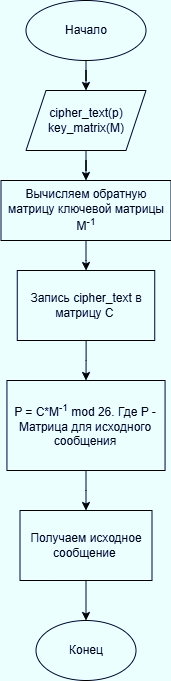 Начало
cipher_text(p)
key_matrix(M)
Вычисляем обратную
матрицу ключевой матрицы
M⁻¹
Запись cipher_text в
матрицу C
P = C*M⁻¹ mod 26. Где P -
Матрица для исходного
сообщения
Получаем исходное
сообщение
Конец